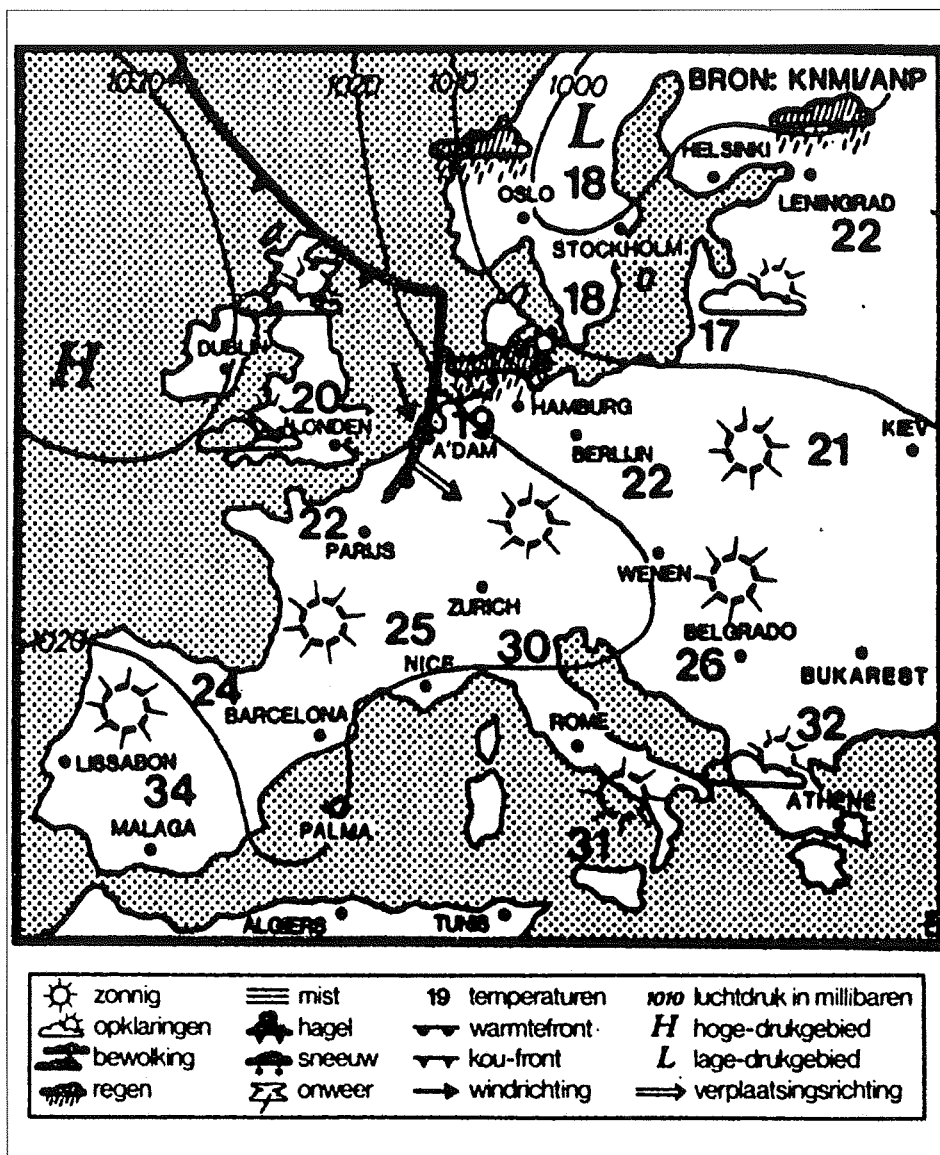 1020 1010 1000 BRON: KNMI/ANP
L
HELSINKI
18
OSLO
LENINGRAD
22
STOCKHOLM
18
17
DUBLIN
H
20
LONDEN
19
A'DAM
HAMBURG
BERLIJN
22
21
KIEV
22
PARIJS
WENEN
ZURICH
25
30
BELGRADO
26
NICE
BUKAREST
1020
24
BARCELONA
ROME
32
LISSABON
34
ATHENE
MALAGA
PALMA
31
ALGIERS TUNIS
zonnig mist 19 temperaturen 1010 luchtdruk in millibaren
opklaringen hagel warmtefront H hoge-drukgebied
bewolking sneeuw kou-front L lage-drukgebied
regen onweer windrichting verplaatsingsrichting